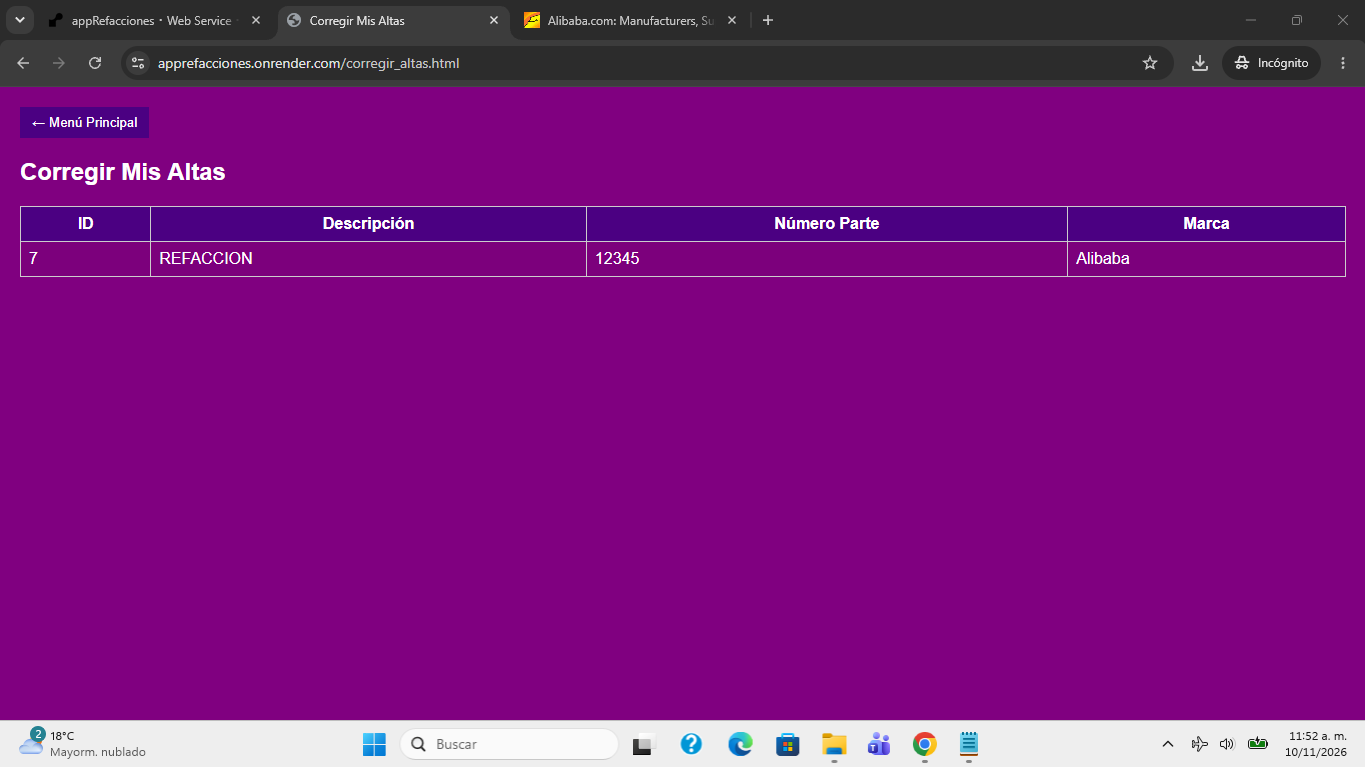 appRefacciones · Web Service
Corregir Mis Altas
Alibaba.com: Manufacturers, Su
apprefacciones.onrender.com/corregir_altas.html
Incógnito
← Menú Principal
Corregir Mis Altas
ID Descripción Número Parte Marca
7 REFACCION 12345 Alibaba
2
18°C
Mayorm. nublado
Buscar
11:52 a. m.
10/11/2026